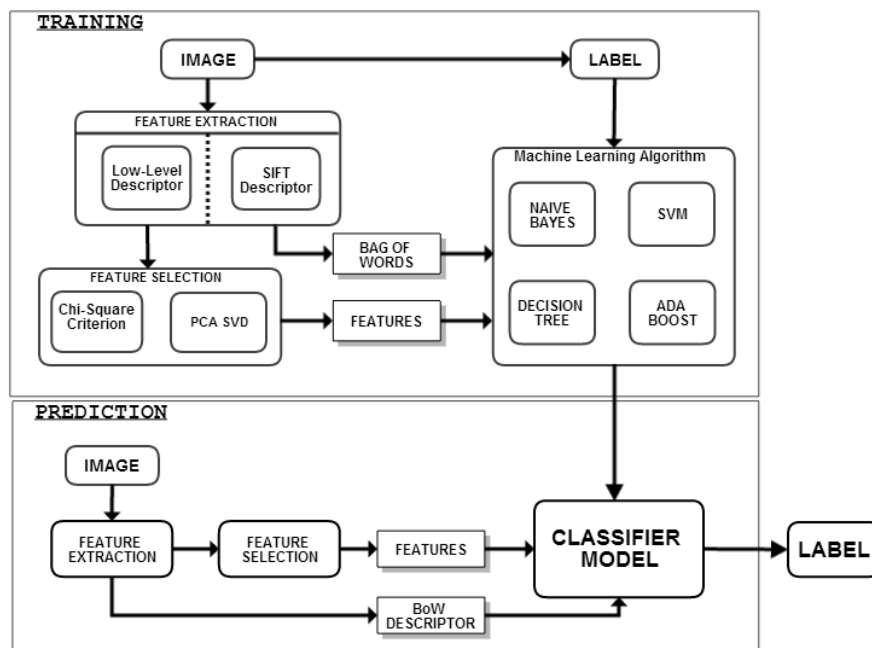 TRAINING
IMAGE
LABEL
FEATURE EXTRACTION
Low-Level
Descriptor
SIFT
Descriptor
Machine Learning Algorithm
NAIVE
BAYES
SVM
BAG OF
WORDS
FEATURE SELECTION
Chi-Square
Criterion
PCA SVD
FEATURES
DECISION
TREE
ADA
BOOST
PREDICTION
IMAGE
FEATURE
EXTRACTION
FEATURE
SELECTION
FEATURES
CLASSIFIER
MODEL
LABEL
BoW
DESCRIPTOR